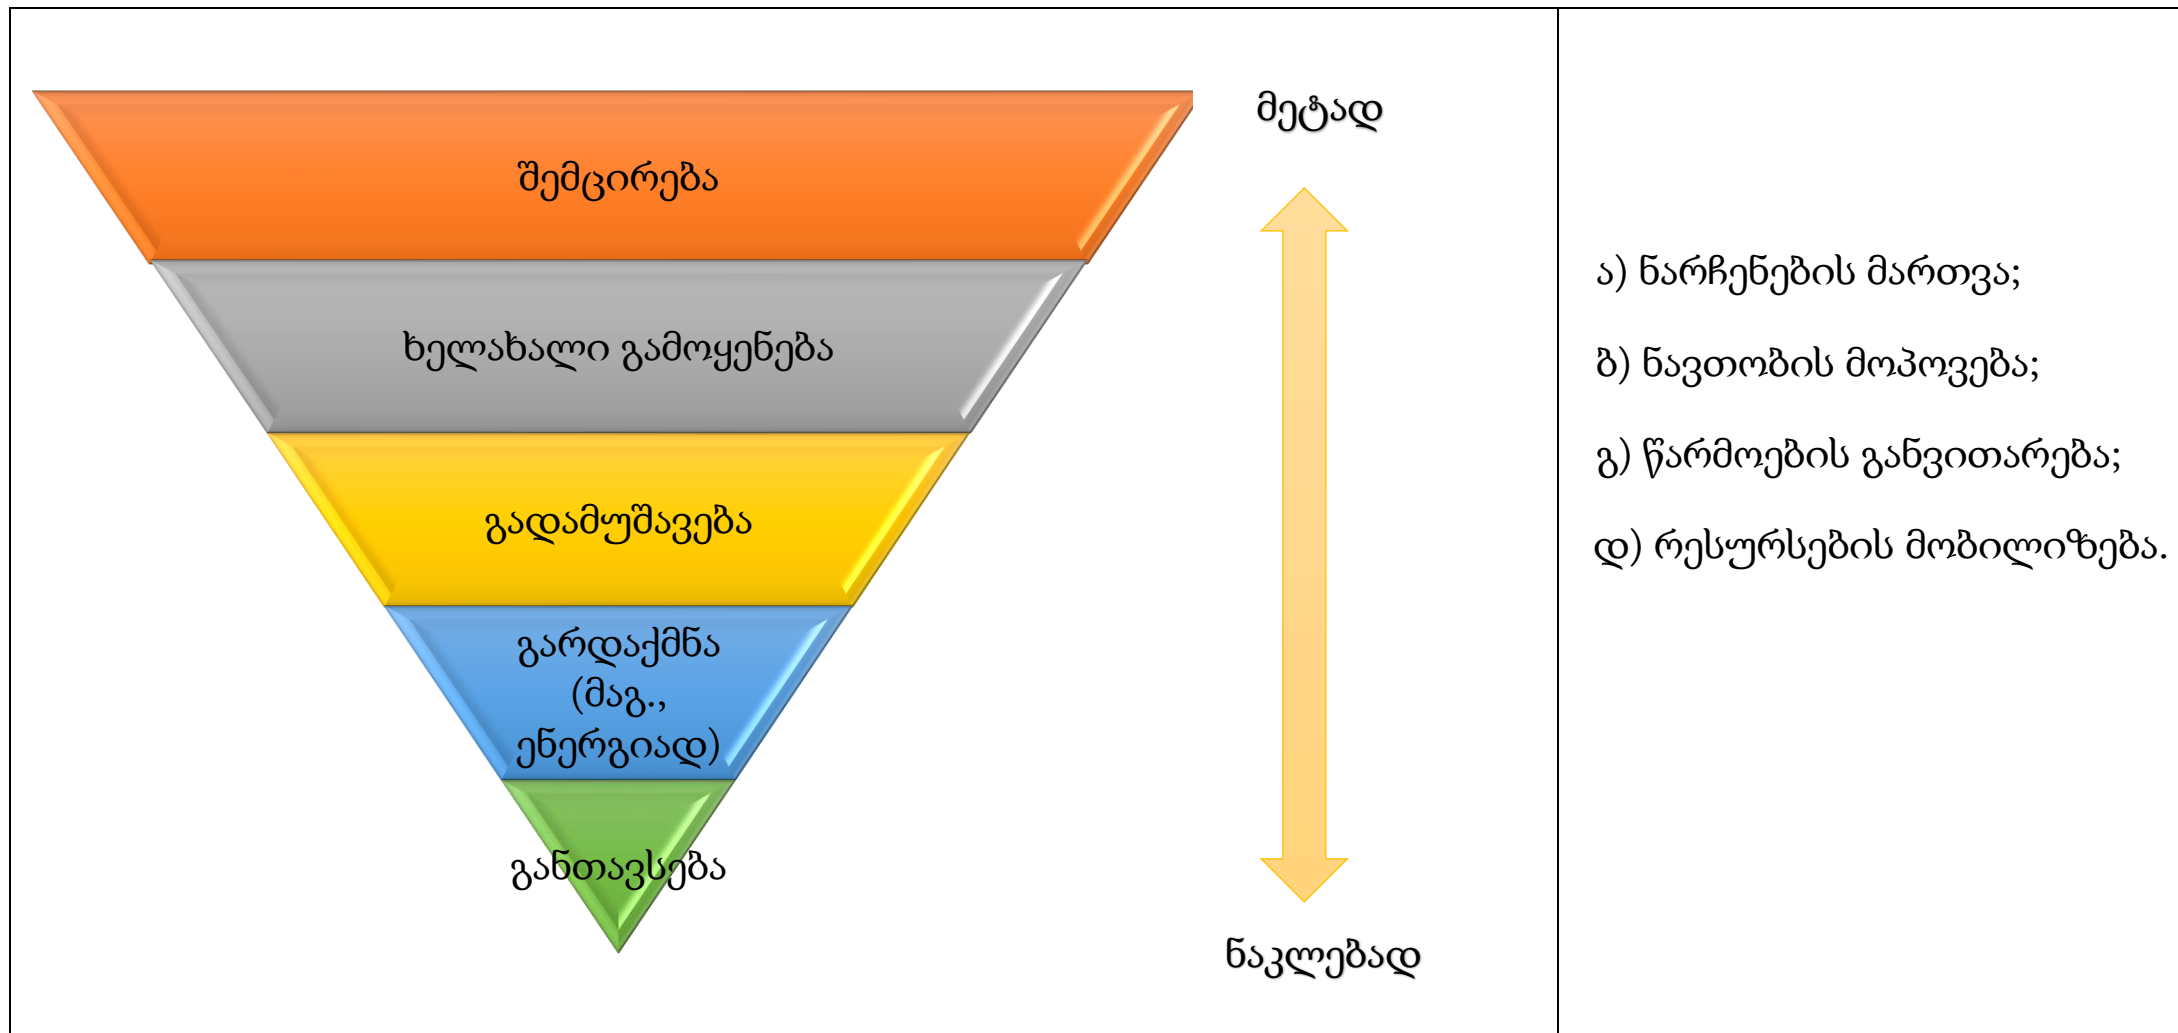 შემცირება
ხელახალი გამოყენება
გადამუშავება
გარდაქმნა
(მაგ.,
ენერგიად)
განთავსება
მეტად
ნაკლებად
ა) ნარჩენების მართვა;
ბ) ნავთობის მოპოვება;
გ) წარმოების განვითარება;
დ) რესურსების მობილიზება.